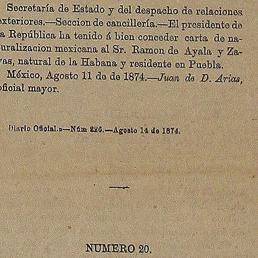 Secretaría de Estado y del despacho de relaciones
exteriores.—Seccion de cancillería.—El presidente de
la República ha tenido á bien conceder carta de na-
turalizacion mexicana al Sr. Ramon de Ayala y Za-
yas, natural de la Habana y residente en Puebla.
México, Agosto 11 de de 1874.—Juan de D. Arias,
oficial mayor.
Diario Oficial.»—Núm 226.—Agosto 14 de 1874.
NUMERO 20.